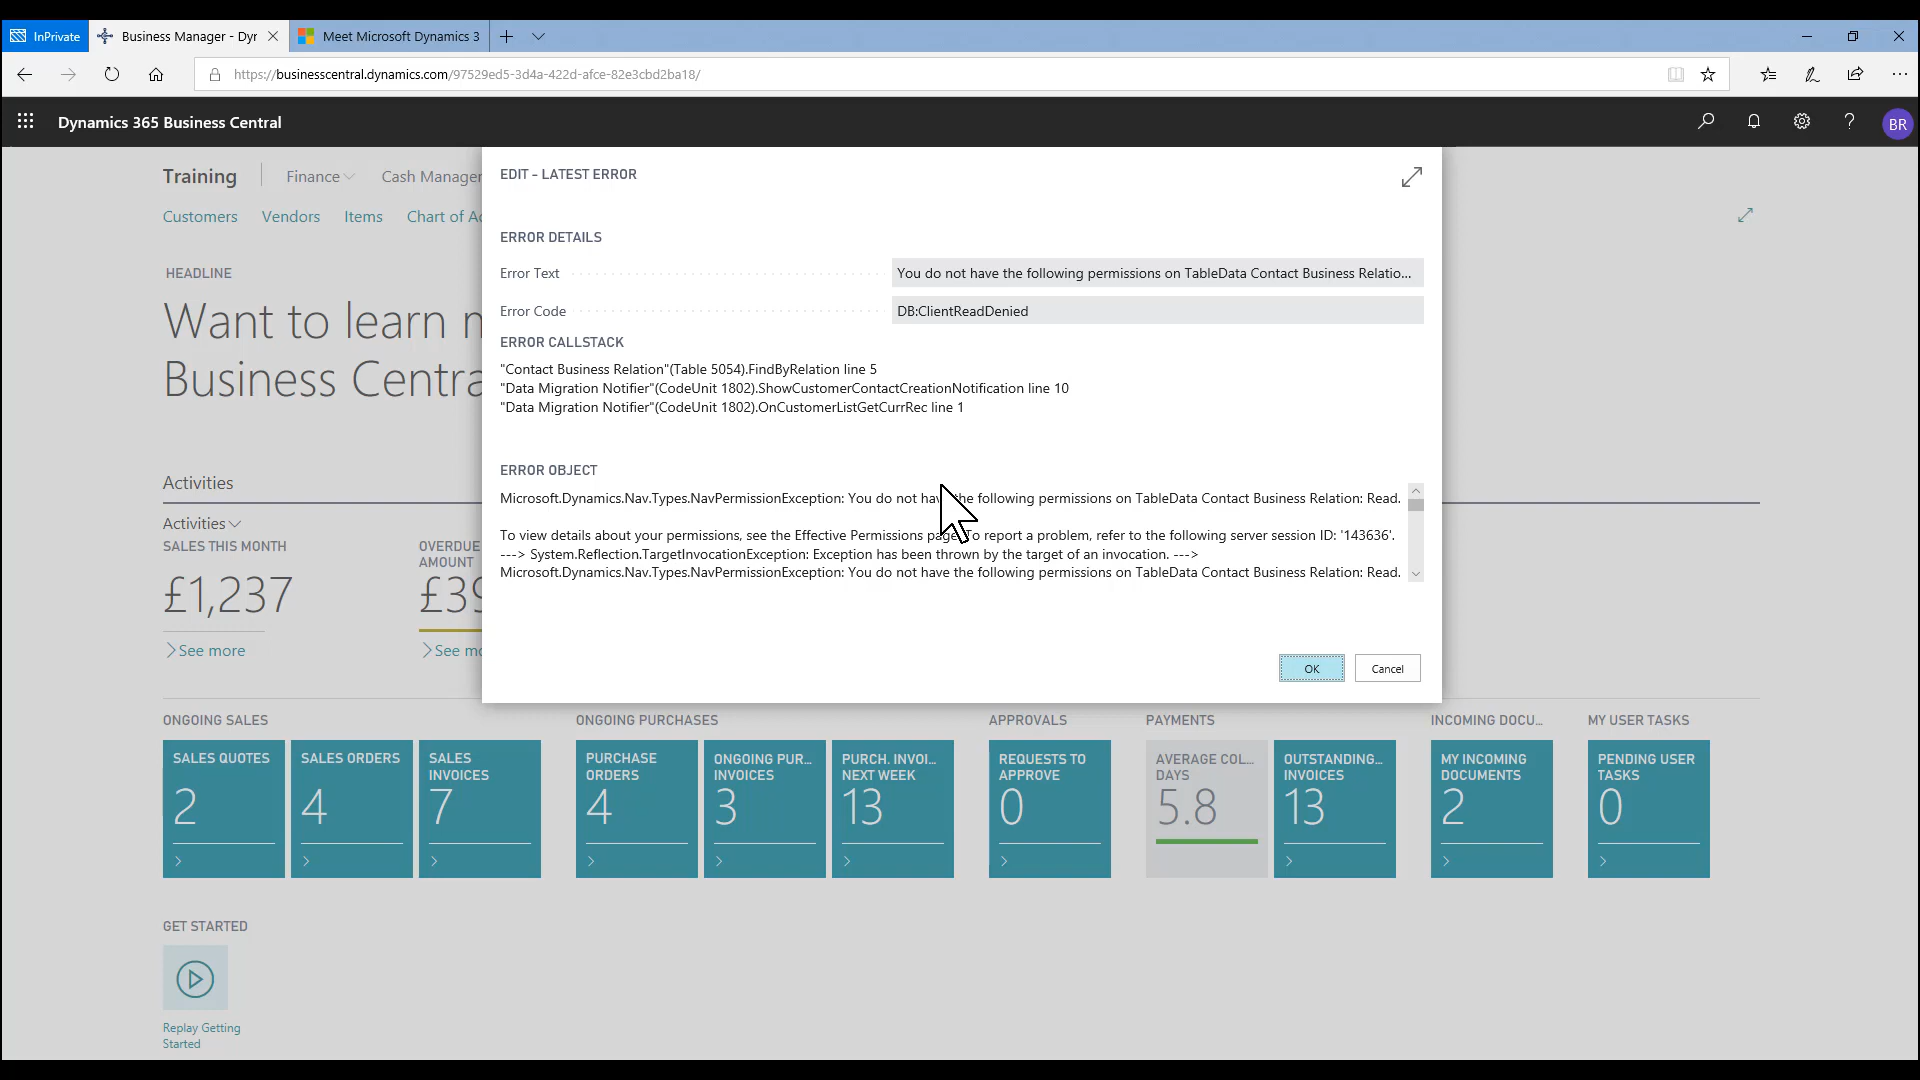 InPrivate
Business Manager - Dyr
Meet Microsoft Dynamics 3
https://businesscentral.dynamics.com/97529ed5-3d4a-422d-afce-82e3cbd2ba18/
Dynamics 365 Business Central
BR
Training
Finance
Cash Manager
Customers
Vendors
Items
Chart of Ac
HEADLINE
Want to learn m
Business Centra
EDIT - LATEST ERROR
ERROR DETAILS
Error Text
You do not have the following permissions on TableData Contact Business Relatio...
Error Code
DB:ClientReadDenied
ERROR CALLSTACK
"Contact Business Relation"(Table 5054).FindByRelation line 5
"Data Migration Notifier"(CodeUnit 1802).ShowCustomerContactCreationNotification line 10
"Data Migration Notifier"(CodeUnit 1802).OnCustomerListGetCurrRec line 1
ERROR OBJECT
Microsoft.Dynamics.Nav.Types.NavPermissionException: You do not have the following permissions on TableData Contact Business Relation: Read.
To view details about your permissions, see the Effective Permissions page. To report a problem, refer to the following server session ID: '143636'.
---> System.Reflection.TargetInvocationException: Exception has been thrown by the target of an invocation. --->
Microsoft.Dynamics.Nav.Types.NavPermissionException: You do not have the following permissions on TableData Contact Business Relation: Read.
OK
Cancel
Activities
Activities
SALES THIS MONTH
£1,237
See more
OVERDUE
AMOUNT
£39
See mo
ONGOING SALES
ONGOING PURCHASES
APPROVALS
PAYMENTS
INCOMING DOCU...
MY USER TASKS
SALES QUOTES
2
SALES ORDERS
4
SALES
INVOICES
7
PURCHASE
ORDERS
4
ONGOING PUR...
INVOICES
3
PURCH. INVOI...
NEXT WEEK
13
REQUESTS TO
APPROVE
0
AVERAGE COL...
DAYS
5.8
OUTSTANDING...
INVOICES
13
MY INCOMING
DOCUMENTS
2
PENDING USER
TASKS
0
GET STARTED
Replay Getting
Started